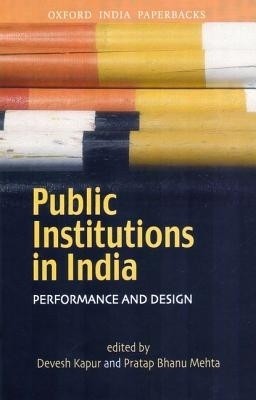 OXFORD INDIA PAPERBACKS
Public
Institutions
in India
PERFORMANCE AND DESIGN
edited by
Devesh Kapur and Pratap Bhanu Mehta